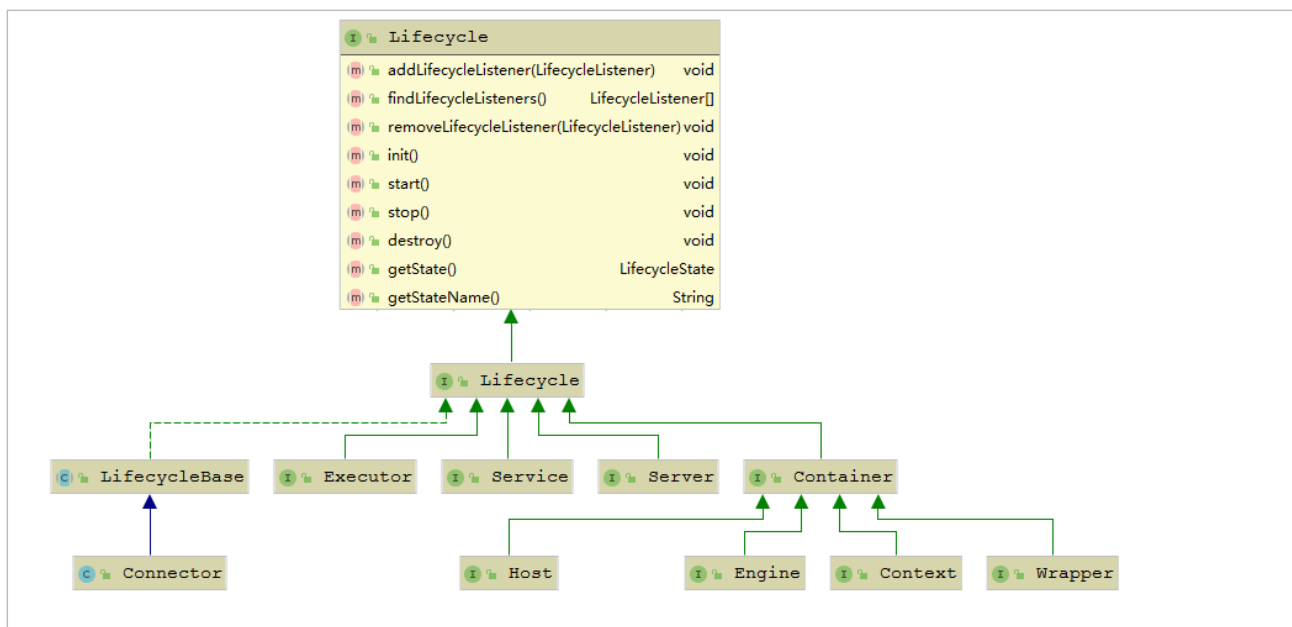 Lifecycle
addLifecycleListener(LifecycleListener) void
findLifecycleListeners() LifecycleListener[]
removeLifecycleListener(LifecycleListener) void
init() void
start() void
stop() void
destroy() void
getState() LifecycleState
getStateName() String
Lifecycle
LifecycleBase Executor Service Server Container
Connector Host Engine Context Wrapper